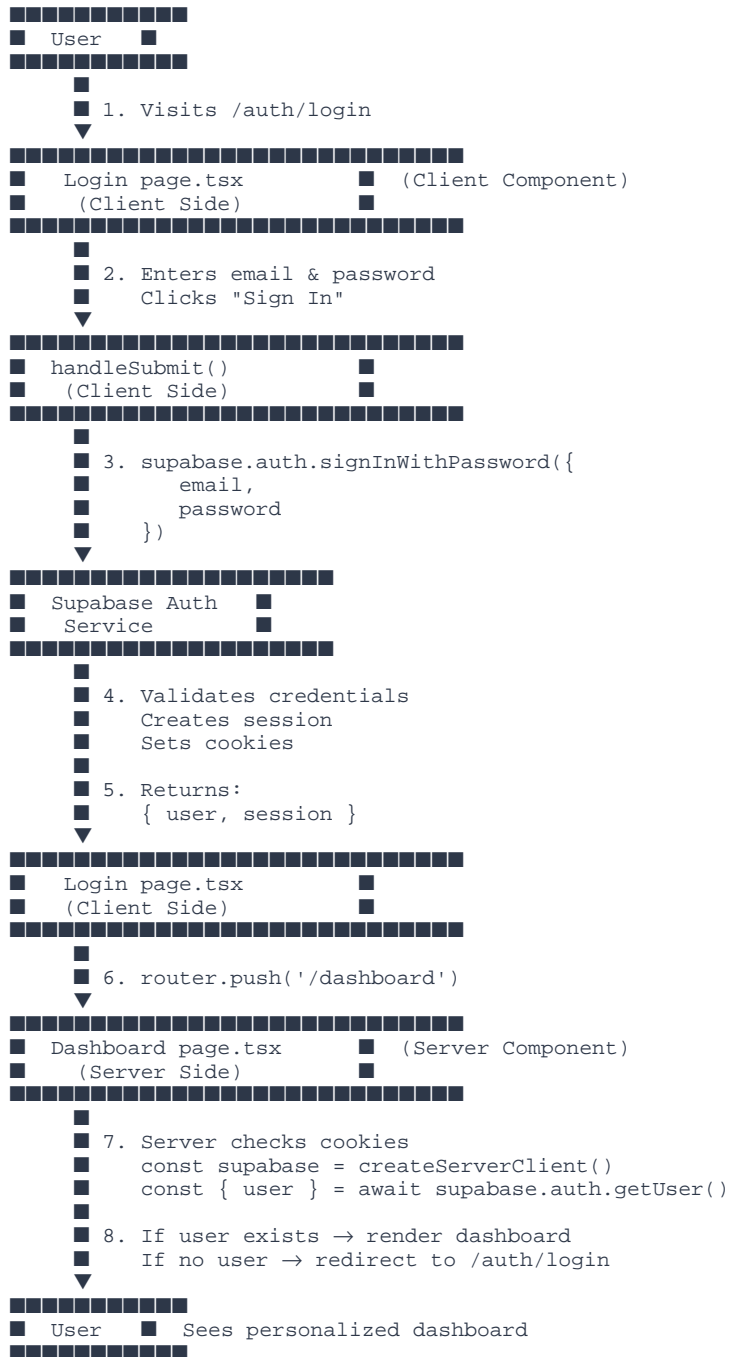 User
1. Visits /auth/login
Login page.tsx (Client Component)
(Client Side)
2. Enters email & password
Clicks "Sign In"
handleSubmit()
(Client Side)
3. supabase.auth.signInWithPassword({
email,
password
})
Supabase Auth
Service
4. Validates credentials
Creates session
Sets cookies
5. Returns:
{ user, session }
Login page.tsx
(Client Side)
6. router.push('/dashboard')
Dashboard page.tsx (Server Component)
(Server Side)
7. Server checks cookies
const supabase = createServerClient()
const { user } = await supabase.auth.getUser()
8. If user exists → render dashboard
If no user → redirect to /auth/login
User Sees personalized dashboard